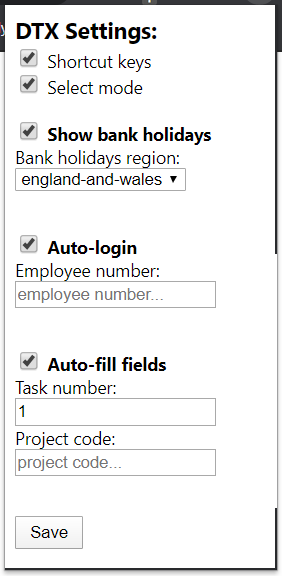 DTX Settings:
Shortcut keys
Select mode
Show bank holidays
Bank holidays region:
england-and-wales
Auto-login
Employee number:
employee number...
Auto-fill fields
Task number:
1
Project code:
project code...
Save